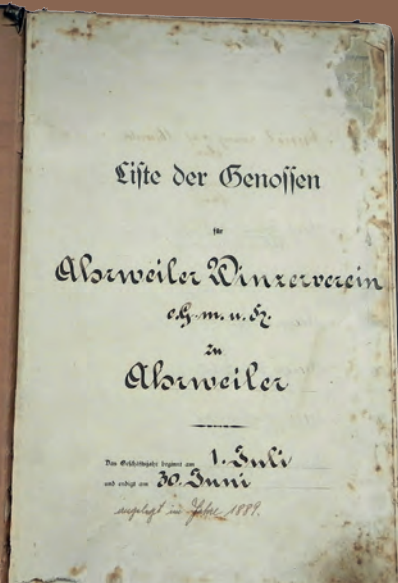 Liste der Genossen
für
Ahrweiler Winzerverein
e.G.m.u.H.
zu
Ahrweiler
Das Geschäftsjahr beginnt am 1. Juli
und endigt am 30. Juni
angelegt im Jahre 1889.